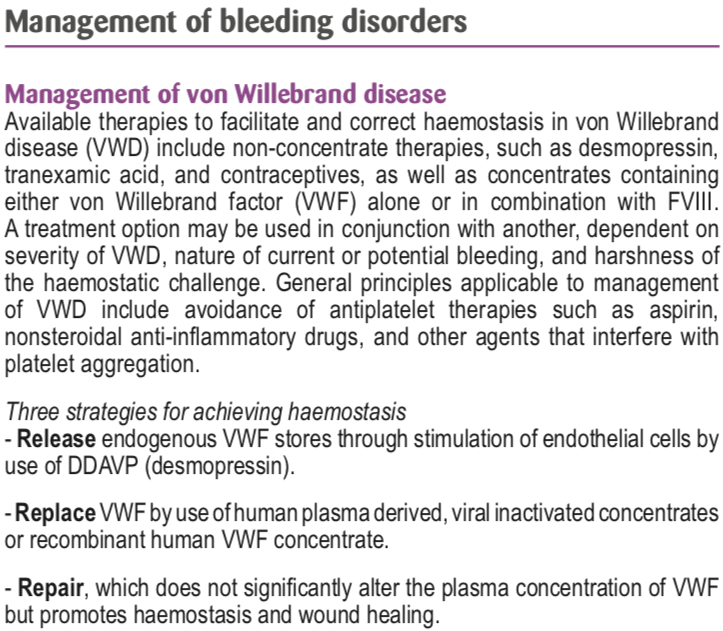 Management of bleeding disorders
Management of von Willebrand disease
Available therapies to facilitate and correct haemostasis in von Willebrand
disease (VWD) include non-concentrate therapies, such as desmopressin,
tranexamic acid, and contraceptives, as well as concentrates containing
either von Willebrand factor (VWF) alone or in combination with FVIII.
A treatment option may be used in conjunction with another, dependent on
severity of VWD, nature of current or potential bleeding, and harshness of
the haemostatic challenge. General principles applicable to management
of VWD include avoidance of antiplatelet therapies such as aspirin,
nonsteroidal anti-inflammatory drugs, and other agents that interfere with
platelet aggregation.
Three strategies for achieving haemostasis
- Release endogenous VWF stores through stimulation of endothelial cells by
use of DDAVP (desmopressin).
- Replace VWF by use of human plasma derived, viral inactivated concentrates
or recombinant human VWF concentrate.
- Repair, which does not significantly alter the plasma concentration of VWF
but promotes haemostasis and wound healing.